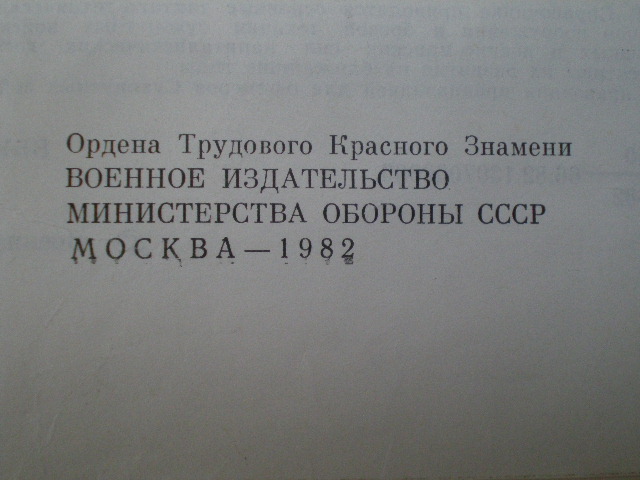 Ордена Трудового Красного Знамени
ВОЕННОЕ ИЗДАТЕЛЬСТВО
МИНИСТЕРСТВА ОБОРОНЫ СССР
МОСКВА — 1982